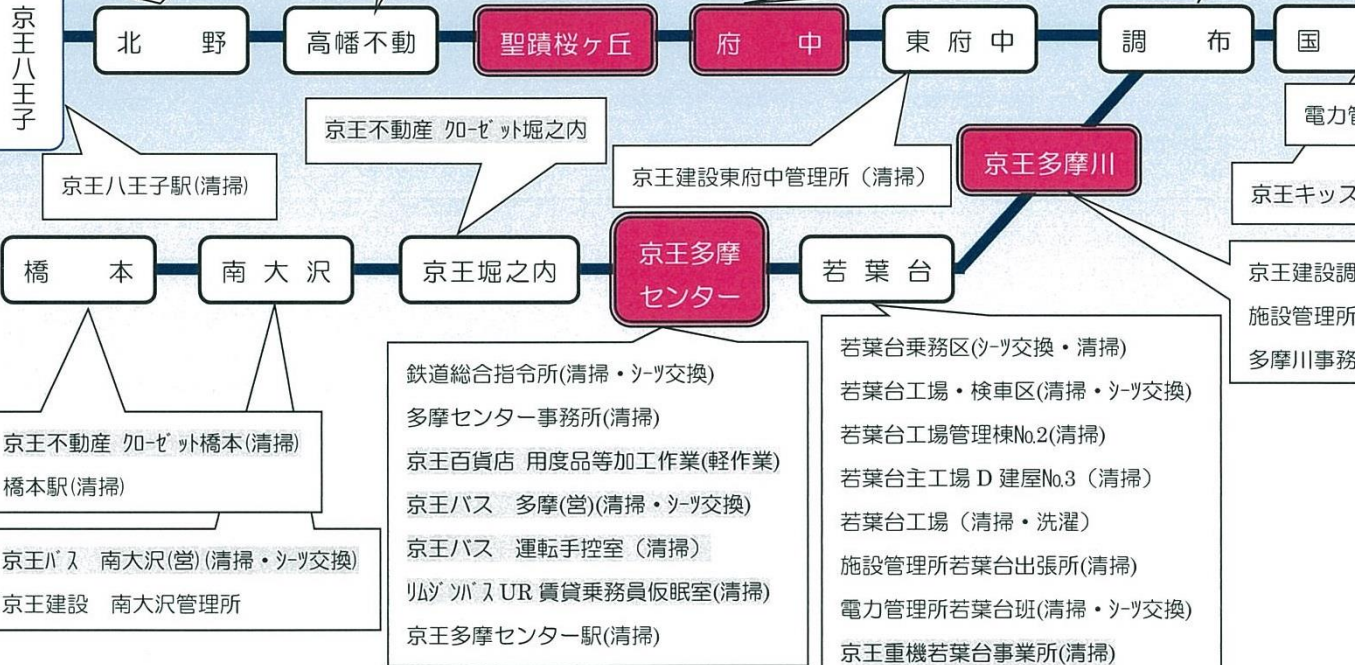 京王八王子
北野
高幡不動
聖蹟桜ヶ丘
府中
東府中
調布
国
電力管
京王不動産 クローゼット堀之内
京王八王子駅(清掃)
京王建設東府中管理所（清掃）
京王多摩川
京王キッズ
橋本
南大沢
京王堀之内
京王多摩
センター
若葉台
京王建設調
施設管理所
多摩川事務
京王不動産 クローゼット橋本(清掃)
橋本駅(清掃)
京王バス 南大沢(営)(清掃・シーツ交換)
京王建設 南大沢管理所
鉄道総合指令所(清掃・シーツ交換)
多摩センター事務所(清掃)
京王百貨店 用度品等加工作業(軽作業)
京王バス 多摩(営)(清掃・シーツ交換)
京王バス 運転手控室（清掃）
リムジンバス UR 賃貸乗務員仮眠室(清掃)
京王多摩センター駅(清掃)
若葉台乗務区(シーツ交換・清掃)
若葉台工場・検車区(清掃・シーツ交換)
若葉台工場管理棟№2(清掃)
若葉台主工場 D 建屋№3（清掃）
若葉台工場（清掃・洗濯）
施設管理所若葉台出張所(清掃)
電力管理所若葉台班(清掃・シーツ交換)
京王重機若葉台事業所(清掃)